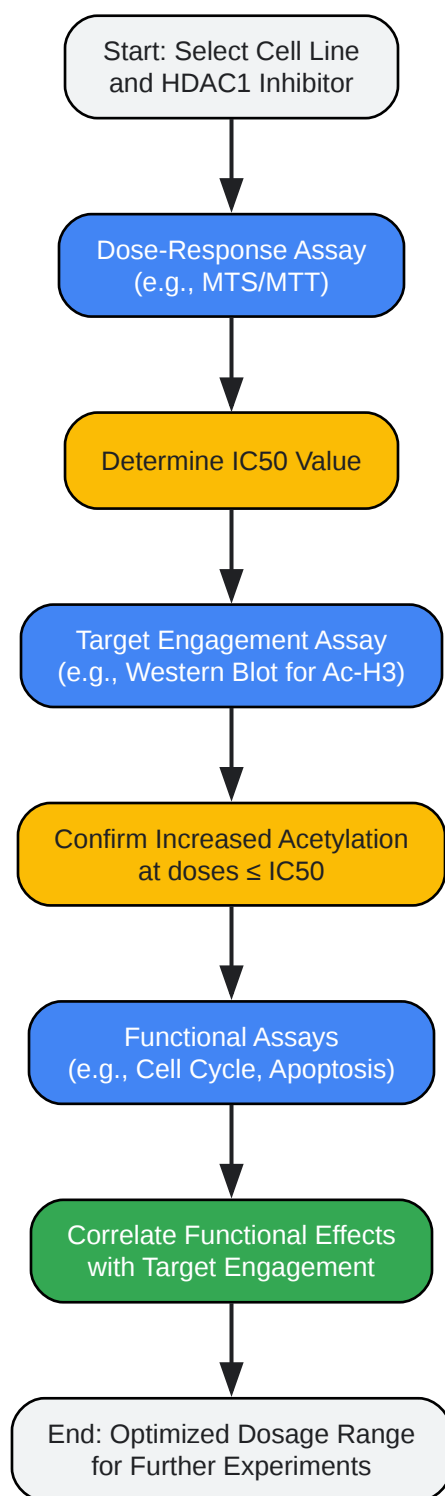 Start: Select Cell Line
and HDAC1 Inhibitor
Dose-Response Assay
(e.g., MTS/MTT)
Determine IC50 Value
Target Engagement Assay
(e.g., Western Blot for Ac-H3)
Confirm Increased Acetylation
at doses ≤ IC50
Functional Assays
(e.g., Cell Cycle, Apoptosis)
Correlate Functional Effects
with Target Engagement
End: Optimized Dosage Range
for Further Experiments